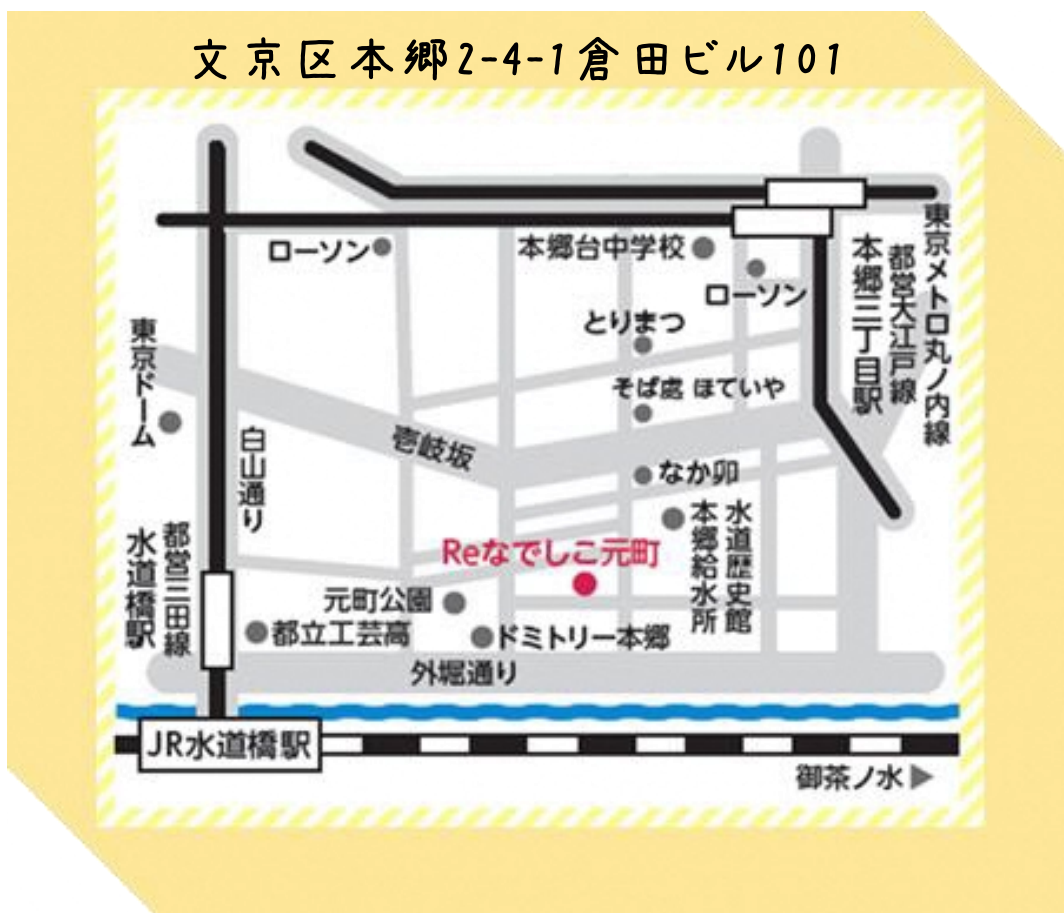 文京区本郷2-4-1倉田ビル101
ローソン
本郷台中学校
ローソン
東京メトロ丸ノ内線
都営大江戸線
本郷三丁目駅
とりまつ
そば處 ほていや
東京ドーム
白山通り
壱岐坂
なか卯
水道歴史館
本郷給水所
都営三田線
水道橋駅
Reなでしこ元町
元町公園
都立工芸高
ドミトリー本郷
外堀通り
JR水道橋駅
御茶ノ水▶